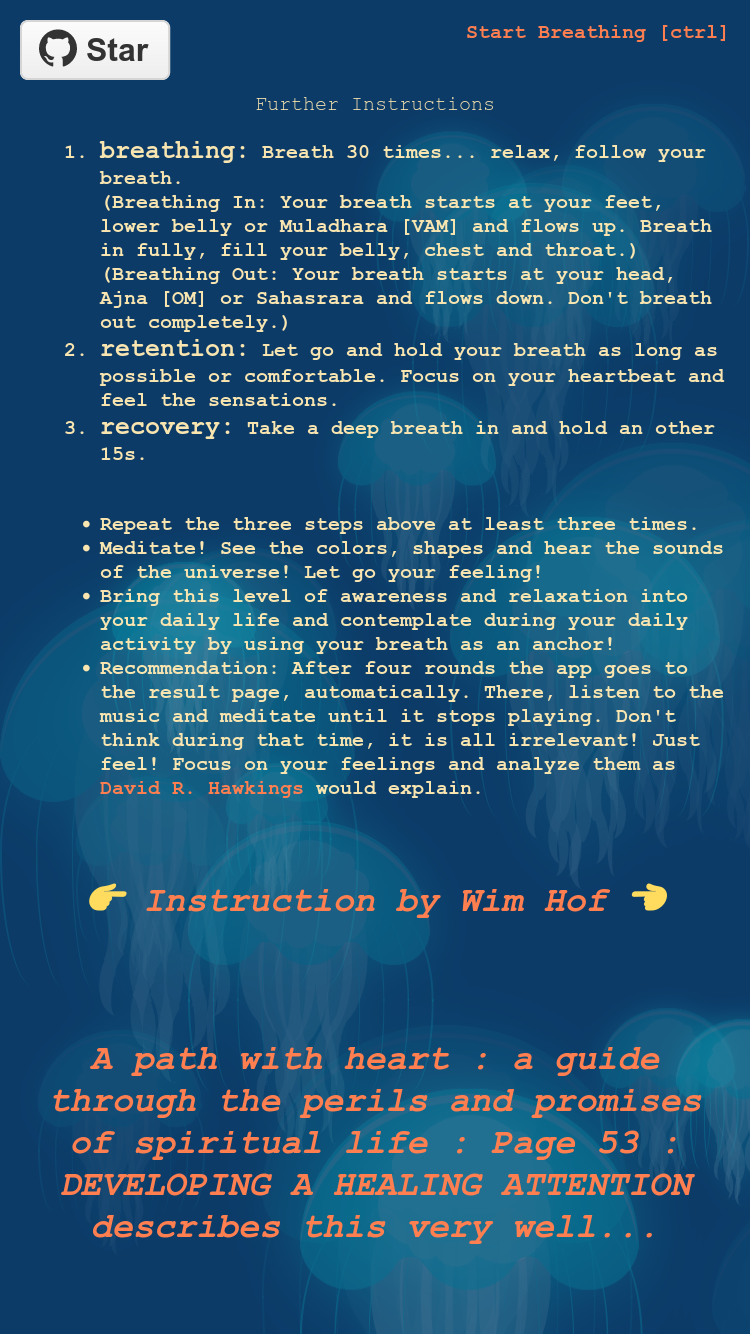 Star
Start Breathing [ctrl]
Further Instructions
1. breathing: Breath 30 times... relax, follow your
breath.
(Breathing In: Your breath starts at your feet,
lower belly or Muladhara [VAM] and flows up. Breath
in fully, fill your belly, chest and throat.)
(Breathing Out: Your breath starts at your head,
Ajna [OM] or Sahasrara and flows down. Don't breath
out completely.)
2. retention: Let go and hold your breath as long as
possible or comfortable. Focus on your heartbeat and
feel the sensations.
3. recovery: Take a deep breath in and hold an other
15s.
• Repeat the three steps above at least three times.
• Meditate! See the colors, shapes and hear the sounds
of the universe! Let go your feeling!
• Bring this level of awareness and relaxation into
your daily life and contemplate during your daily
activity by using your breath as an anchor!
• Recommendation: After four rounds the app goes to
the result page, automatically. There, listen to the
music and meditate until it stops playing. Don't
think during that time, it is all irrelevant! Just
feel! Focus on your feelings and analyze them as
David R. Hawkings would explain.
👉 Instruction by Wim Hof 👈
A path with heart : a guide
through the perils and promises
of spiritual life : Page 53 :
DEVELOPING A HEALING ATTENTION
describes this very well...